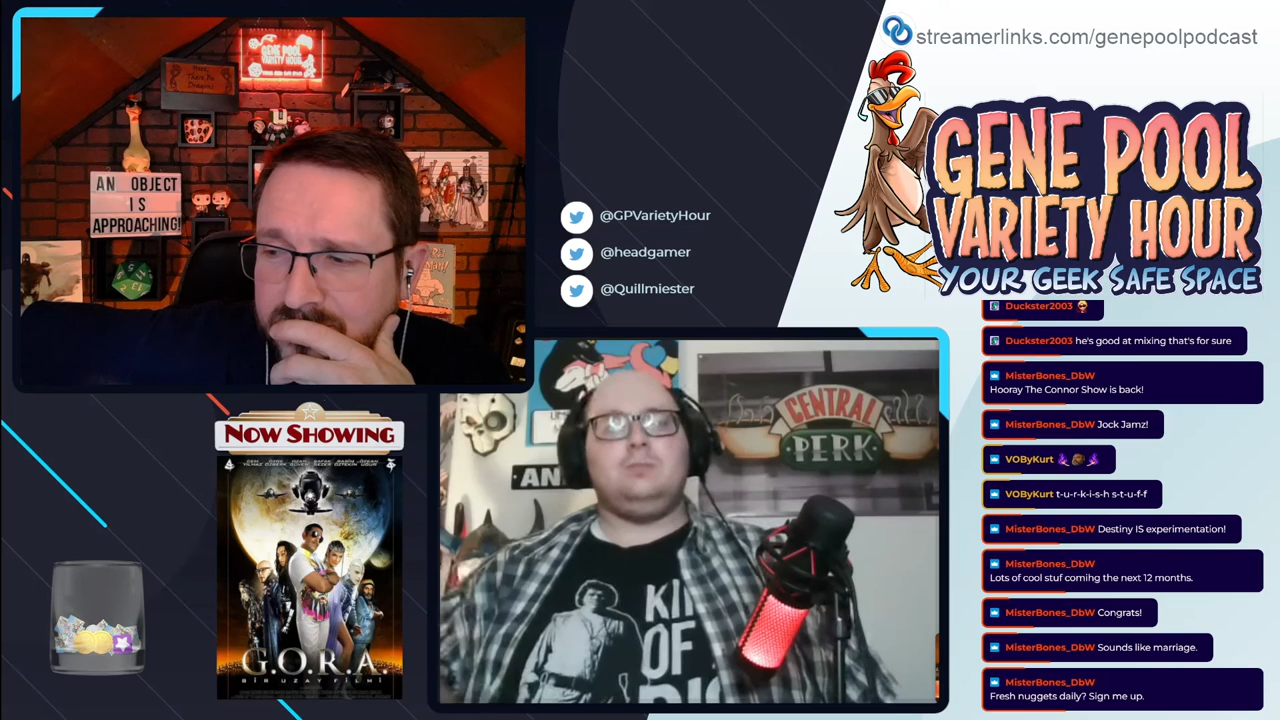 streamerlinks.com/genepoolpodcast
GENE POOL
VARIETY HOUR
YOUR GEEK SAFE SPACE
GENE POOL
VARIETY HOUR
AN OBJECT
IS
APPROACHING!
@GPVarietyHour
@headgamer
@Quillmiester
CENTRAL
PERK
AN
KI
OF
NOW SHOWING
G.O.R.A.
BİR UZAY FİLMİ
Duckster2003
Duckster2003 he's good at mixing that's for sure
MisterBones_DbW
Hooray The Connor Show is back!
MisterBones_DbW Jock Jamz!
VOByKurt
VOByKurt t-u-r-k-i-s-h s-t-u-f-f
MisterBones_DbW Destiny IS experimentation!
MisterBones_DbW
Lots of cool stuf comihg the next 12 months.
MisterBones_DbW Congrats!
MisterBones_DbW Sounds like marriage.
MisterBones_DbW
Fresh nuggets daily? Sign me up.